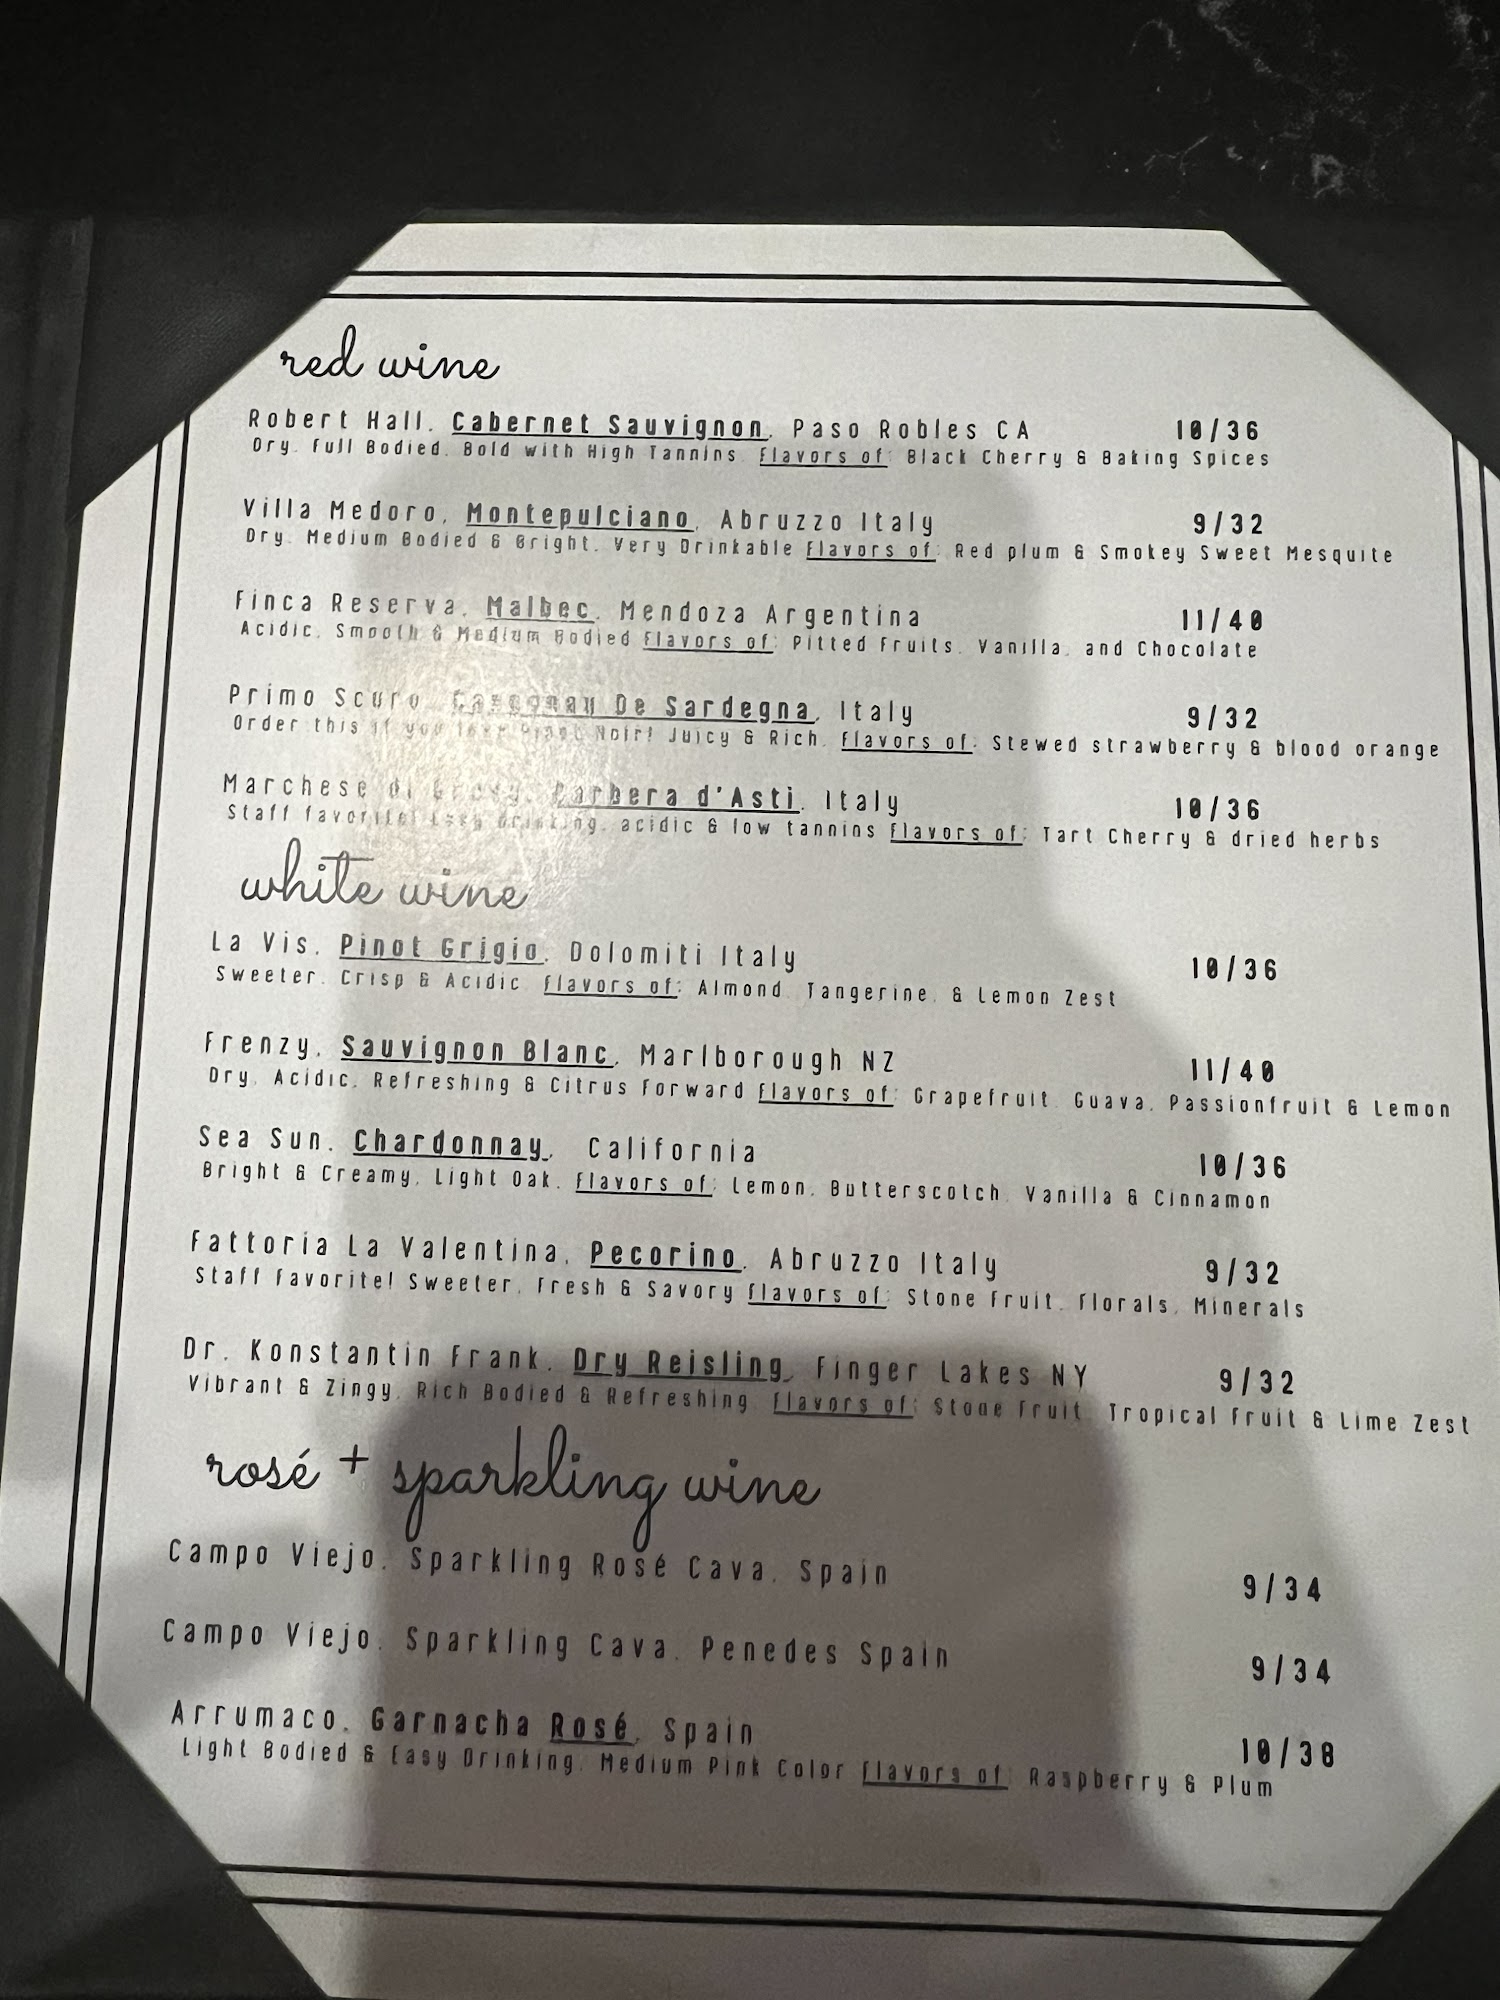 red wine
Robert Hall, Cabernet Sauvignon, Paso Robles CA 10/36
Dry, Full Bodied, Bold with High Tannins. Flavors of: Black Cherry & Baking Spices
Villa Medoro, Montepulciano, Abruzzo Italy 9/32
Dry, Medium Bodied & Bright, Very Drinkable Flavors of: Red plum & Smokey Sweet Mesquite
Finca Reserva, Malbec, Mendoza Argentina 11/40
Acidic, Smooth & Medium Bodied Flavors of: Pitted Fruits, Vanilla, and Chocolate
Primo Scuro, De Sardegna, Italy 9/32
Order this if you love Pinot Noir! Juicy & Rich, Flavors of: Stewed strawberry & blood orange
Marchese di Barbera d'Asti, Italy 10/36
Staff favorite! Easy drinking, acidic & low tannins Flavors of: Tart Cherry & dried herbs
white wine
La Vis, Pinot Grigio, Dolomiti Italy 10/36
Sweeter, Crisp & Acidic Flavors of: Almond, Tangerine, & Lemon Zest
Frenzy, Sauvignon Blanc, Marlborough NZ 11/40
Dry, Acidic, Refreshing & Citrus Forward Flavors of: Grapefruit, Guava, Passionfruit & Lemon
Sea Sun, Chardonnay, California 10/36
Bright & Creamy, Light Oak, Flavors of: Lemon, Butterscotch, Vanilla & Cinnamon
Fattoria La Valentina, Pecorino, Abruzzo Italy 9/32
Staff Favorite! Sweeter, Fresh & Savory Flavors of: Stone Fruit, Florals, Minerals
Dr. Konstantin Frank, Dry Reisling, Finger Lakes NY 9/32
Vibrant & Zingy, Rich Bodied & Refreshing, Flavors of: Stone Fruit, Tropical Fruit & Lime Zest
rosé + sparkling wine
Campo Viejo, Sparkling Rosé Cava, Spain 9/34
Campo Viejo, Sparkling Cava, Penedes Spain 9/34
Arrumaco, Garnacha Rosé, Spain 10/38
Light Bodied & Easy Drinking, Medium Pink Color Flavors of: Raspberry & Plum